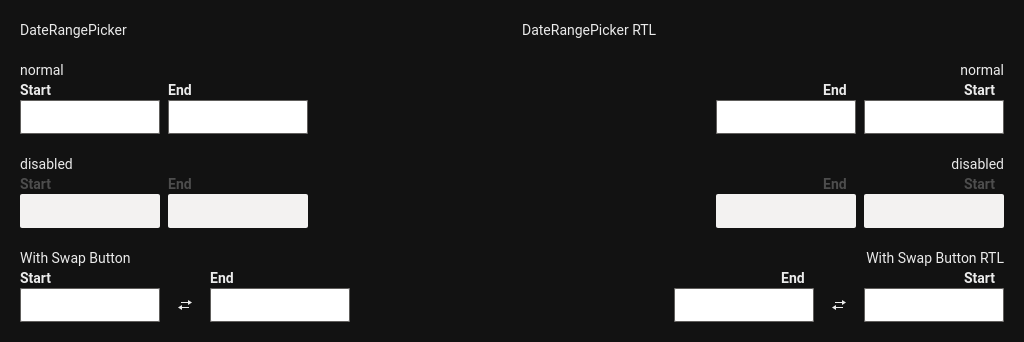 DateRangePicker
normal
Start End
disabled
Start End
With Swap Button
Start End
DateRangePicker RTL
normal
End Start
disabled
End Start
With Swap Button RTL
End Start